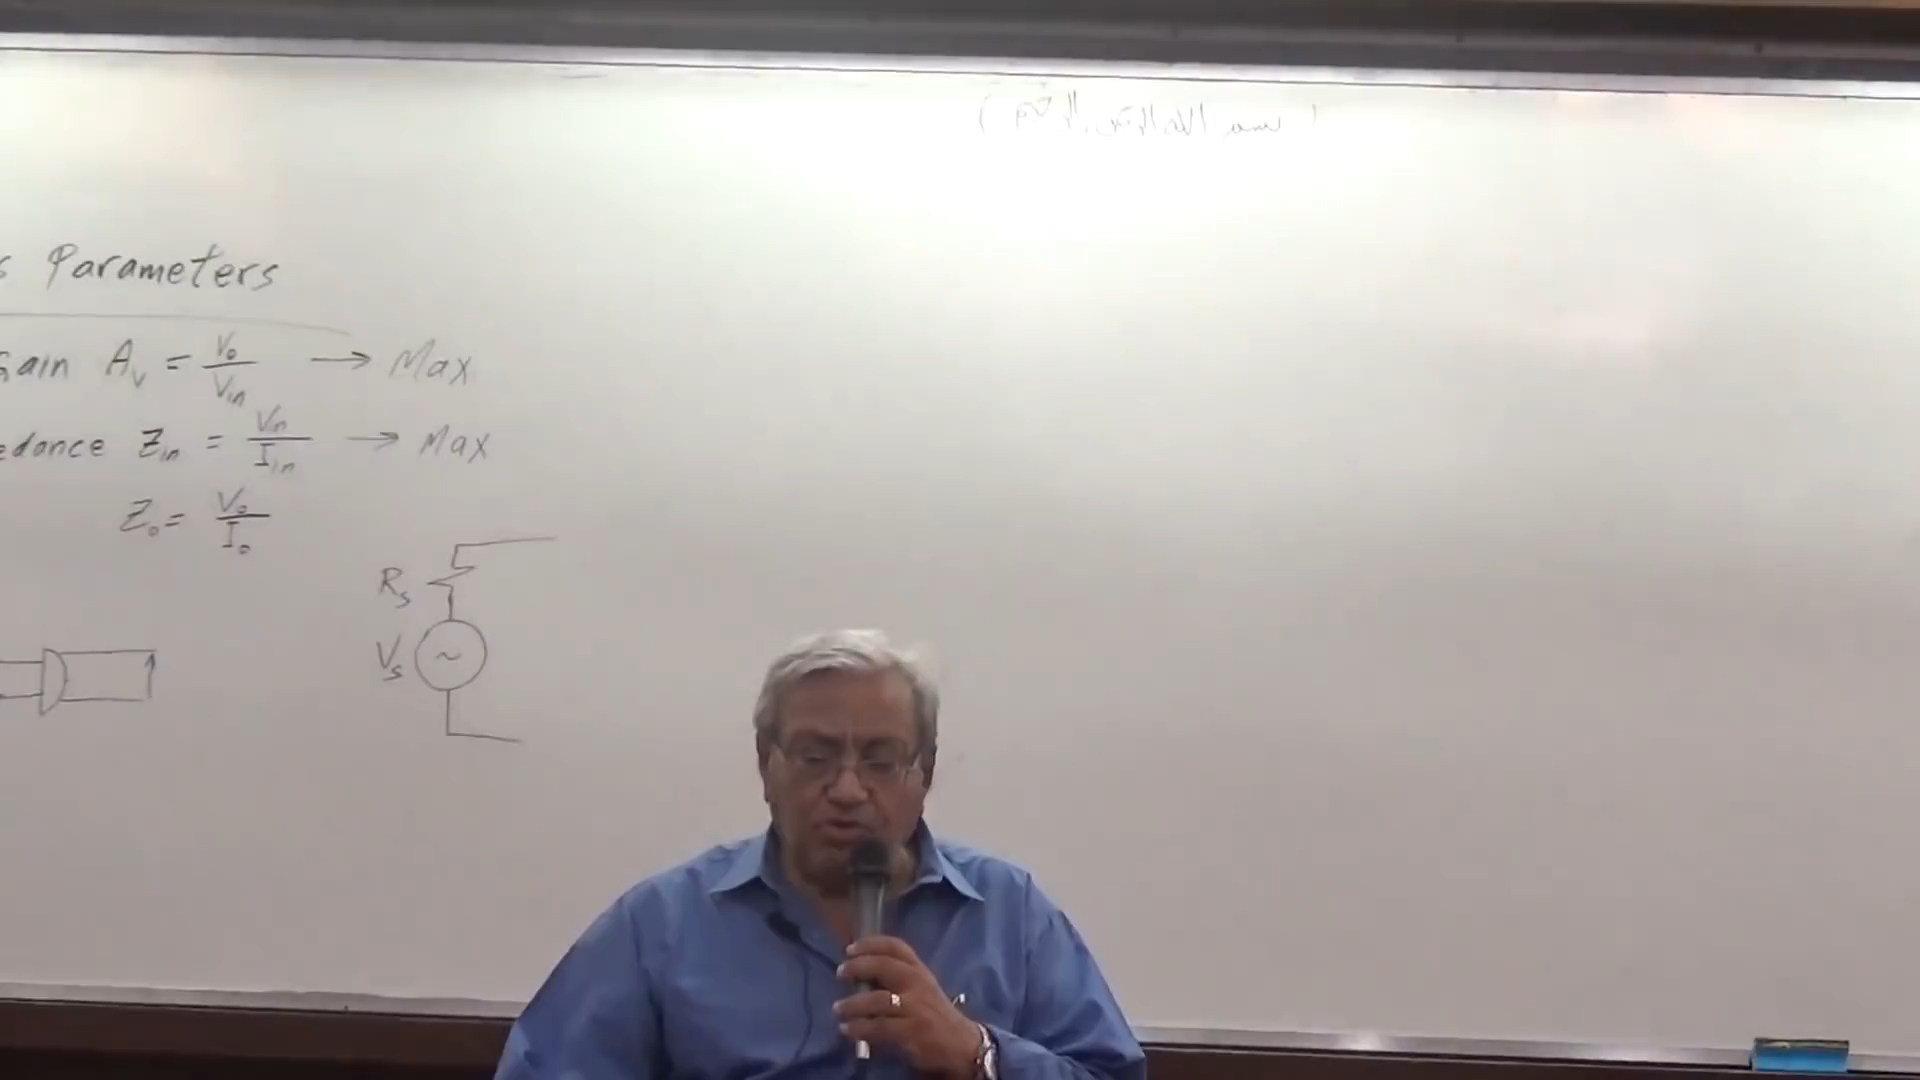 بسم الله الرحمن الرحيم
Parameters
ain A_v = V_o / V_in → Max
edance Z_in = V_in / I_in → Max
Z_o = V_o / I_o
R_s
V_s ~